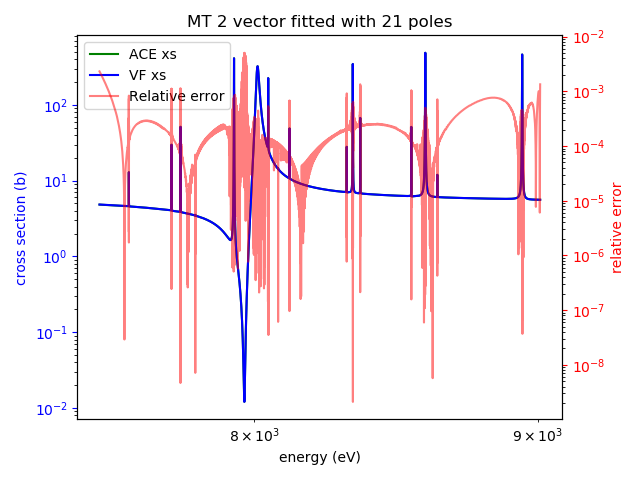 MT 2 vector fitted with 21 poles
ACE xs
VF xs
Relative error
cross section (b)
10²
10¹
10⁰
10⁻¹
10⁻²
10⁻²
10⁻³
10⁻⁴
10⁻⁵
10⁻⁶
10⁻⁷
10⁻⁸
relative error
8 × 10³
9 × 10³
energy (eV)